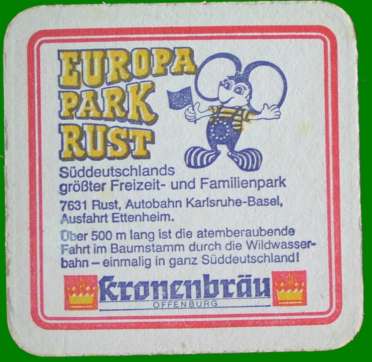 EUROPA
PARK
RUST
Süddeutschlands
größter Freizeit- und Familienpark
7631 Rust, Autobahn Karlsruhe-Basel,
Ausfahrt Ettenheim.
Über 500 m lang ist die atemberaubende
Fahrt im Baumstamm durch die Wildwasser-
bahn – einmalig in ganz Süddeutschland!
Kronenbräu
OFFENBURG